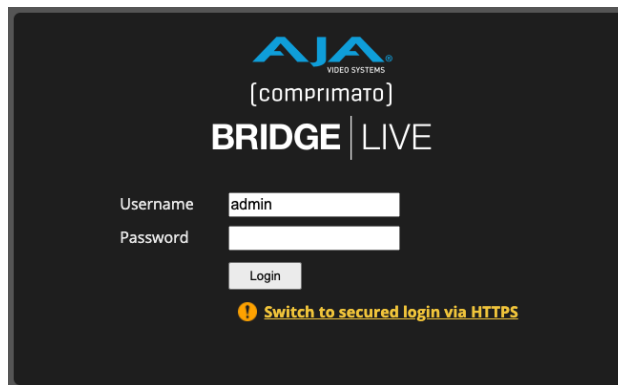 AJA®
VIDEO SYSTEMS
[comprimato]
BRIDGE | LIVE
Username admin
Password
Login
! Switch to secured login via HTTPS